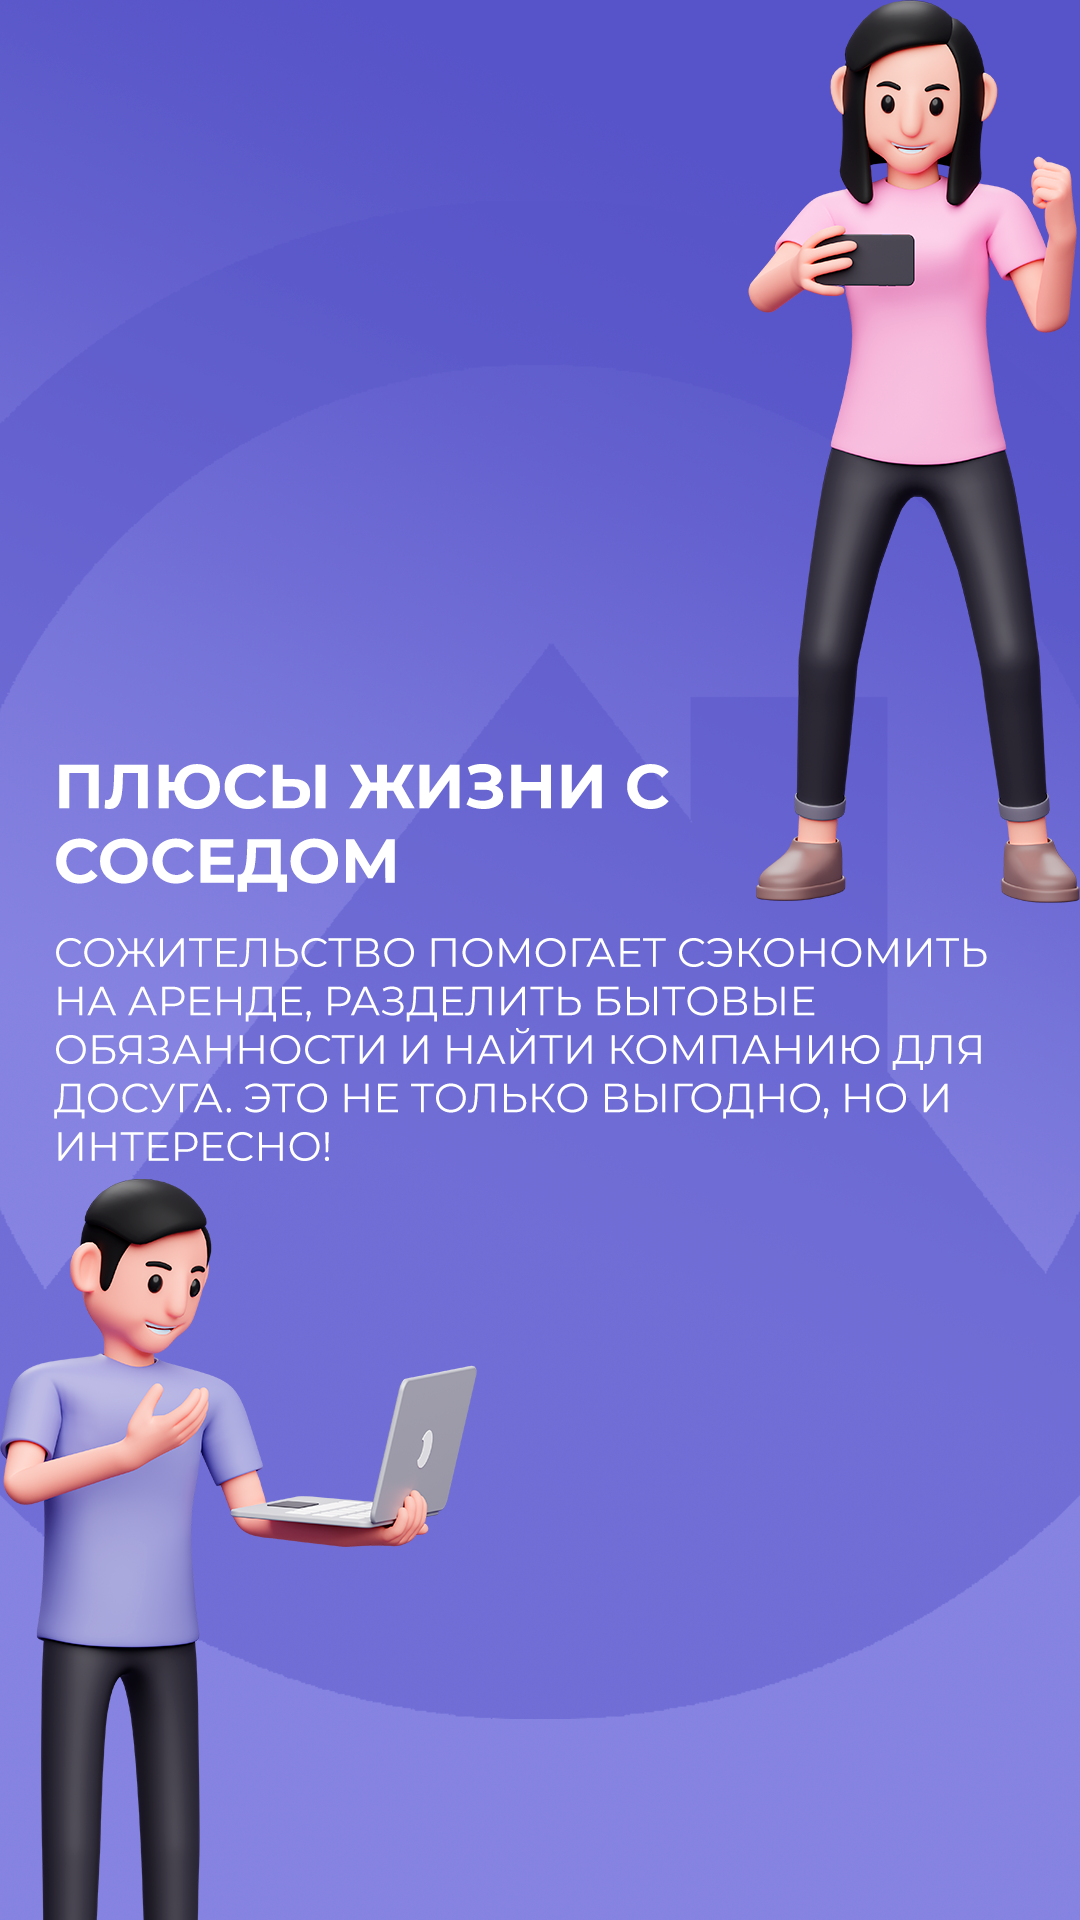 ПЛЮСЫ ЖИЗНИ С
СОСЕДОМ
СОЖИТЕЛЬСТВО ПОМОГАЕТ СЭКОНОМИТЬ
НА АРЕНДЕ, РАЗДЕЛИТЬ БЫТОВЫЕ
ОБЯЗАННОСТИ И НАЙТИ КОМПАНИЮ ДЛЯ
ДОСУГА. ЭТО НЕ ТОЛЬКО ВЫГОДНО, НО И
ИНТЕРЕСНО!